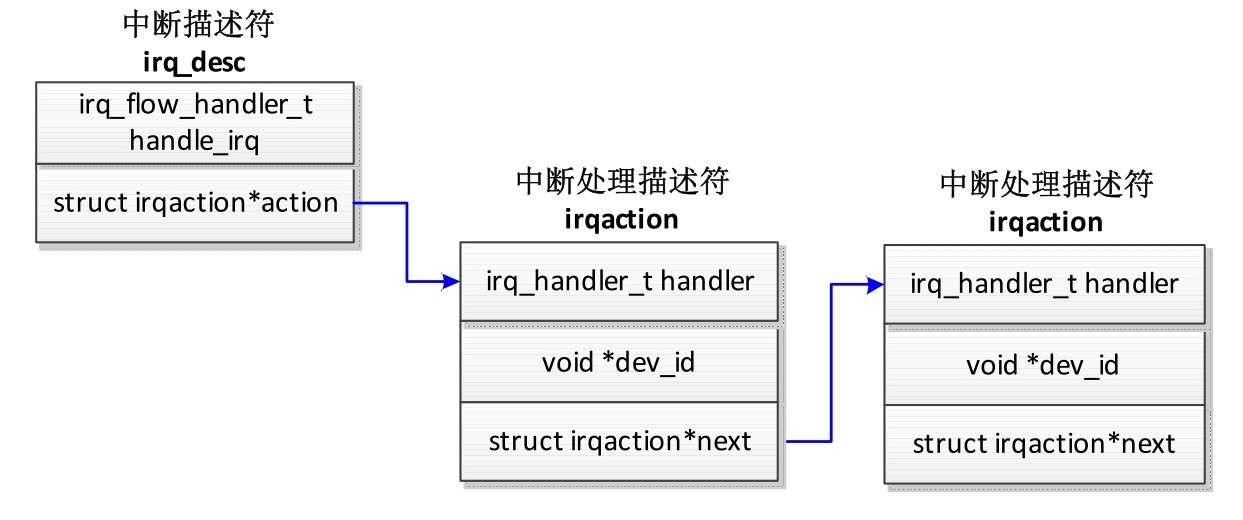 中断描述符
irq_desc
irq_flow_handler_t
handle_irq
struct irqaction*action
中断处理描述符
irqaction
irq_handler_t handler
void *dev_id
struct irqaction*next
中断处理描述符
irqaction
irq_handler_t handler
void *dev_id
struct irqaction*next